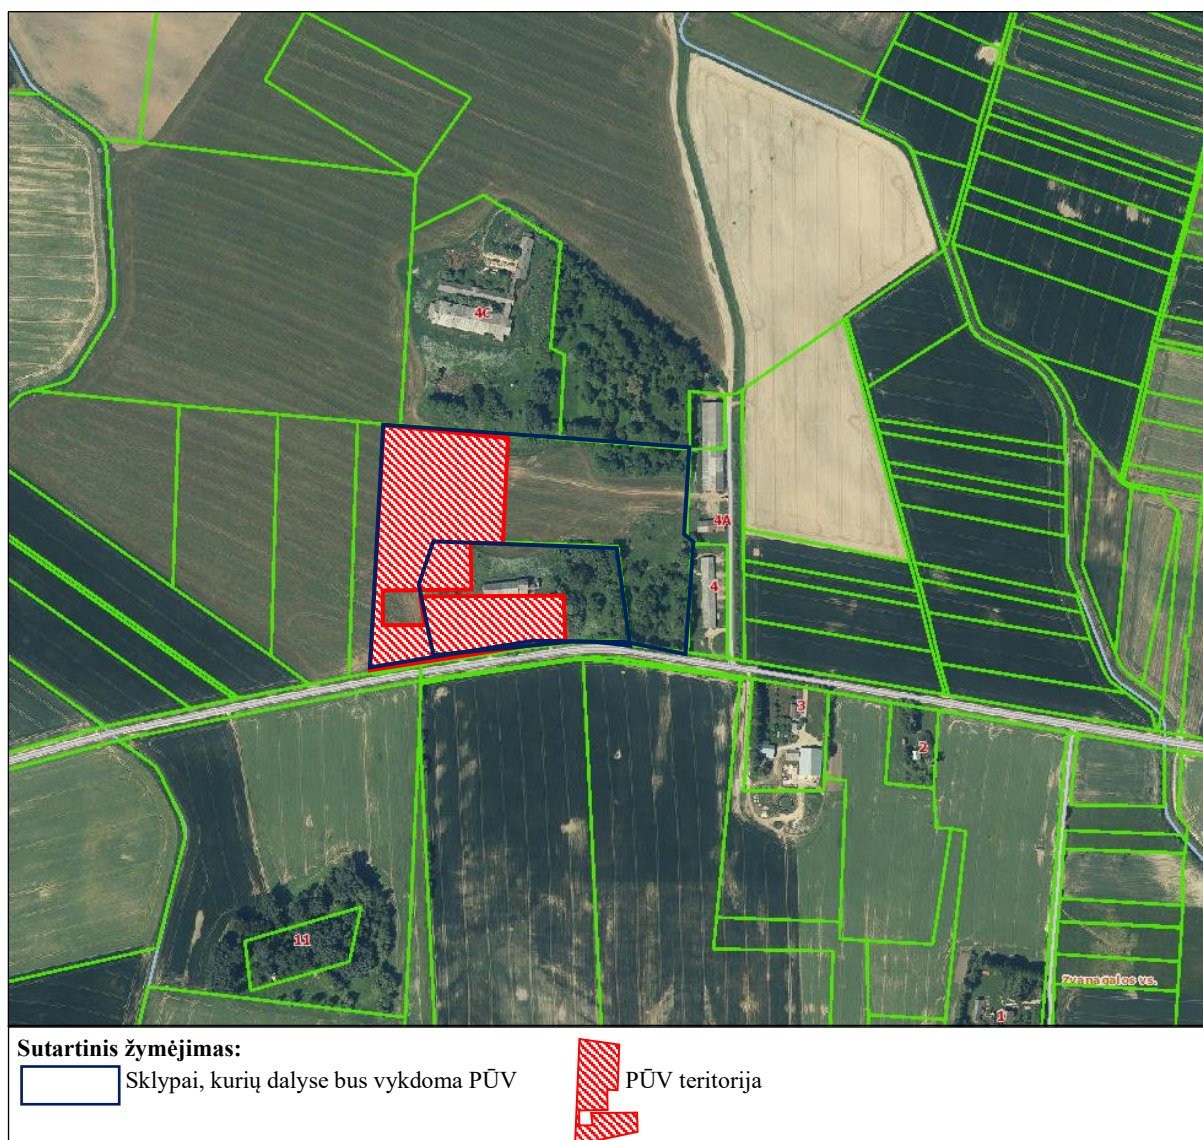 4C
4A
4
3
2
11
Zvanagalos vs.
1
Sutartinis žymėjimas:
Sklypai, kurių dalyse bus vykdoma PŪV
PŪV teritorija